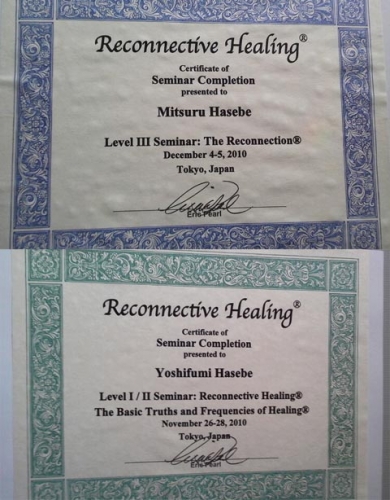 Reconnective Healing®
Certificate of
Seminar Completion
presented to
Mitsuru Hasebe
Level III Seminar: The Reconnection®
December 4-5, 2010
Tokyo, Japan
Eric Pearl
Reconnective Healing®
Certificate of
Seminar Completion
presented to
Yoshifumi Hasebe
Level I / II Seminar: Reconnective Healing®
The Basic Truths and Frequencies of Healing®
November 26-28, 2010
Tokyo, Japan
Eric Pearl